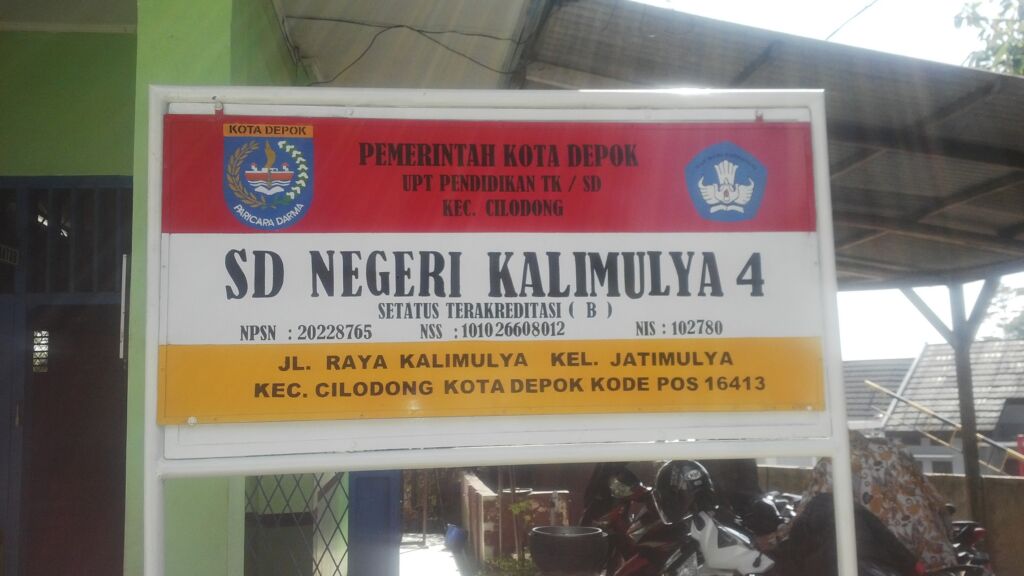 KOTA DEPOK
PARICARA DARMA
PEMERINTAH KOTA DEPOK
UPT PENDIDIKAN TK / SD
KEC. CILODONG
SD NEGERI KALIMULYA 4
SETATUS TERAKREDITASI ( B )
NPSN : 20228765 NSS : 101026608012 NIS : 102780
JL. RAYA KALIMULYA KEL. JATIMULYA
KEC. CILODONG KOTA DEPOK KODE POS 16413